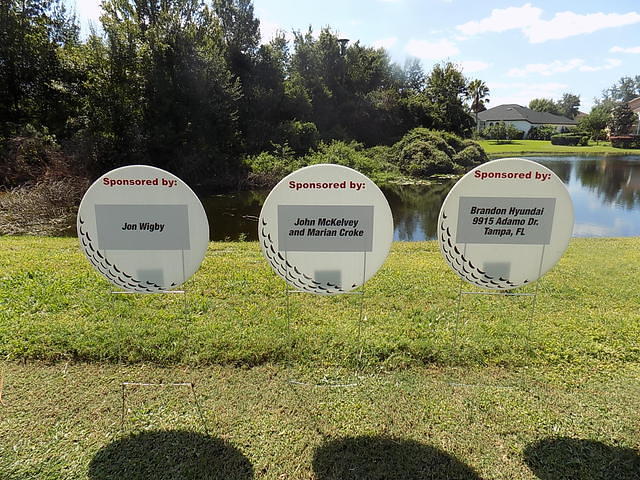 Sponsored by:
Jon Wigby
Sponsored by:
John McKelvey
and Marian Croke
Sponsored by:
Brandon Hyundai
9915 Adamo Dr.
Tampa, FL